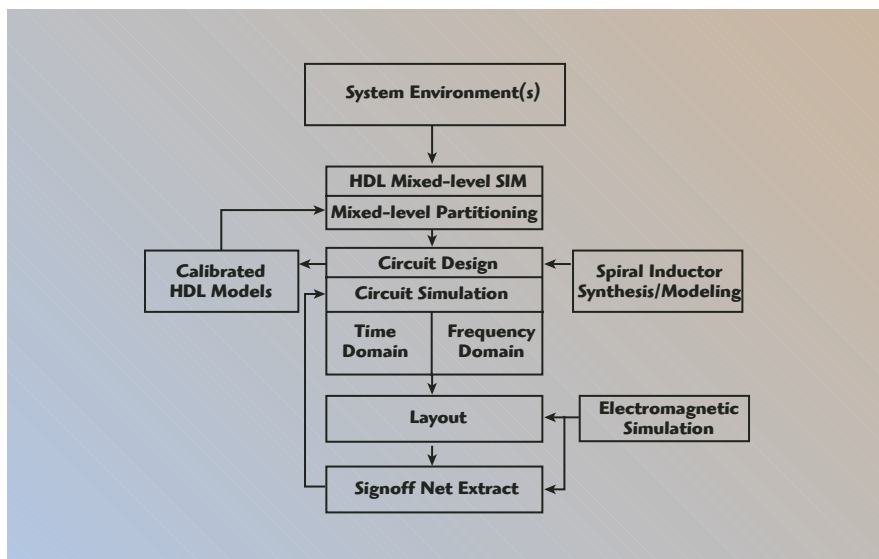 System Environment(s)
HDL Mixed-level SIM
Mixed-level Partitioning
Calibrated
HDL Models
Circuit Design
Circuit Simulation
Time
Domain
Frequency
Domain
Spiral Inductor
Synthesis/Modeling
Layout
Electromagnetic
Simulation
Signoff Net Extract